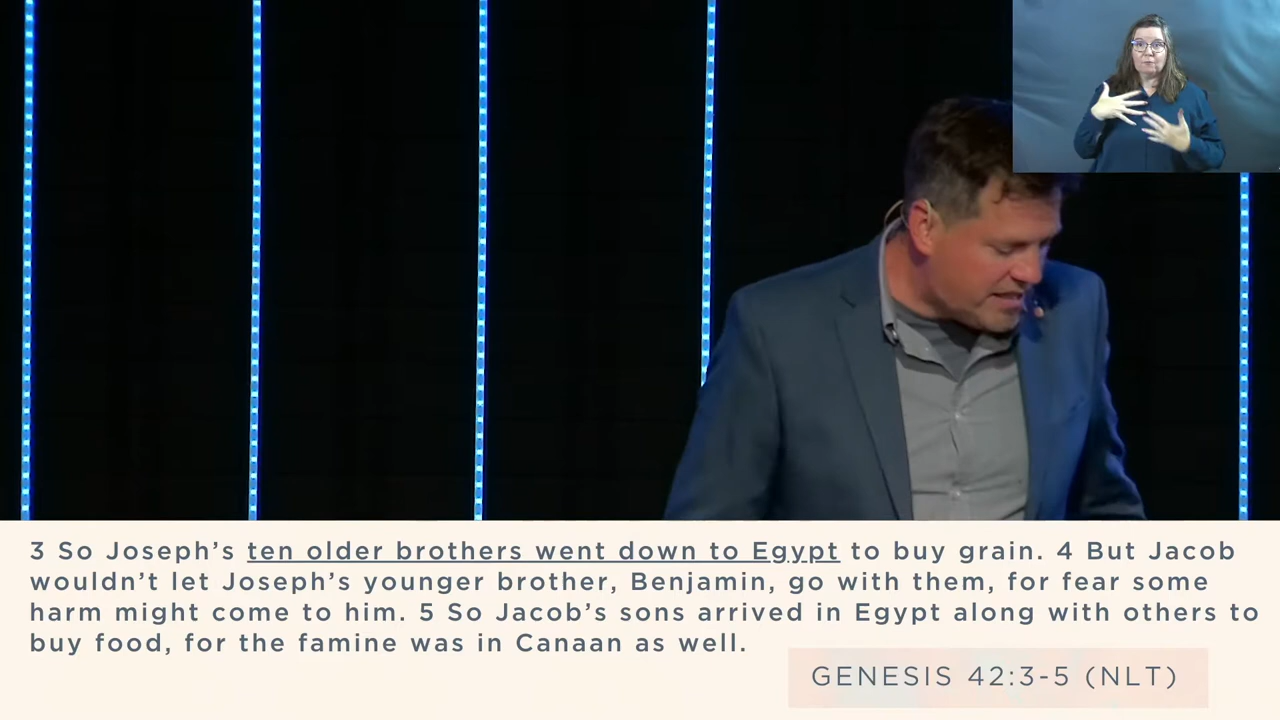 3 So Joseph’s ten older brothers went down to Egypt to buy grain. 4 But Jacob
wouldn’t let Joseph’s younger brother, Benjamin, go with them, for fear some
harm might come to him. 5 So Jacob’s sons arrived in Egypt along with others to
buy food, for the famine was in Canaan as well.
GENESIS 42:3-5 (NLT)